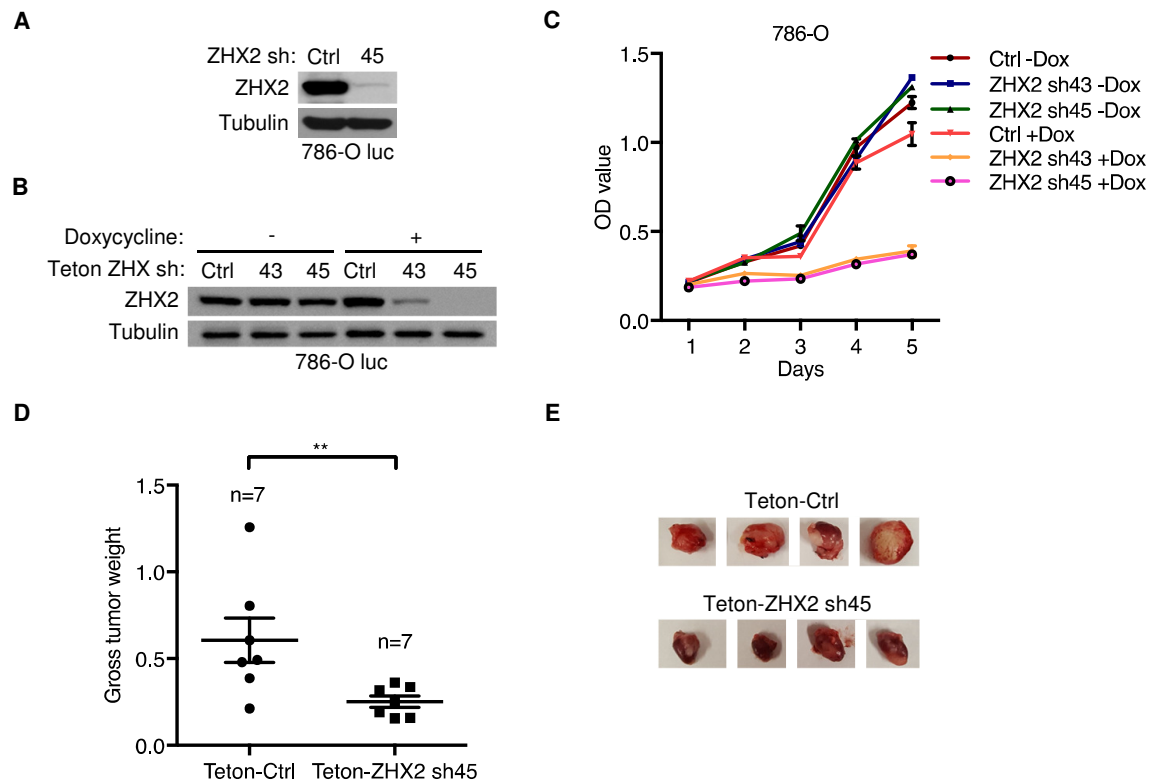 A
ZHX2 sh: Ctrl 45
ZHX2
Tubulin
786-O luc
B
Doxycycline: - +
Teton ZHX sh: Ctrl 43 45 Ctrl 43 45
ZHX2
Tubulin
786-O luc
C
786-O
OD value
1.5
1.0
0.5
0.0
1 2 3 4 5
Days
Ctrl -Dox
ZHX2 sh43 -Dox
ZHX2 sh45 -Dox
Ctrl +Dox
ZHX2 sh43 +Dox
ZHX2 sh45 +Dox
D
**
Gross tumor weight
1.5
1.0
0.5
0.0
n=7
n=7
Teton-Ctrl Teton-ZHX2 sh45
E
Teton-Ctrl
Teton-ZHX2 sh45